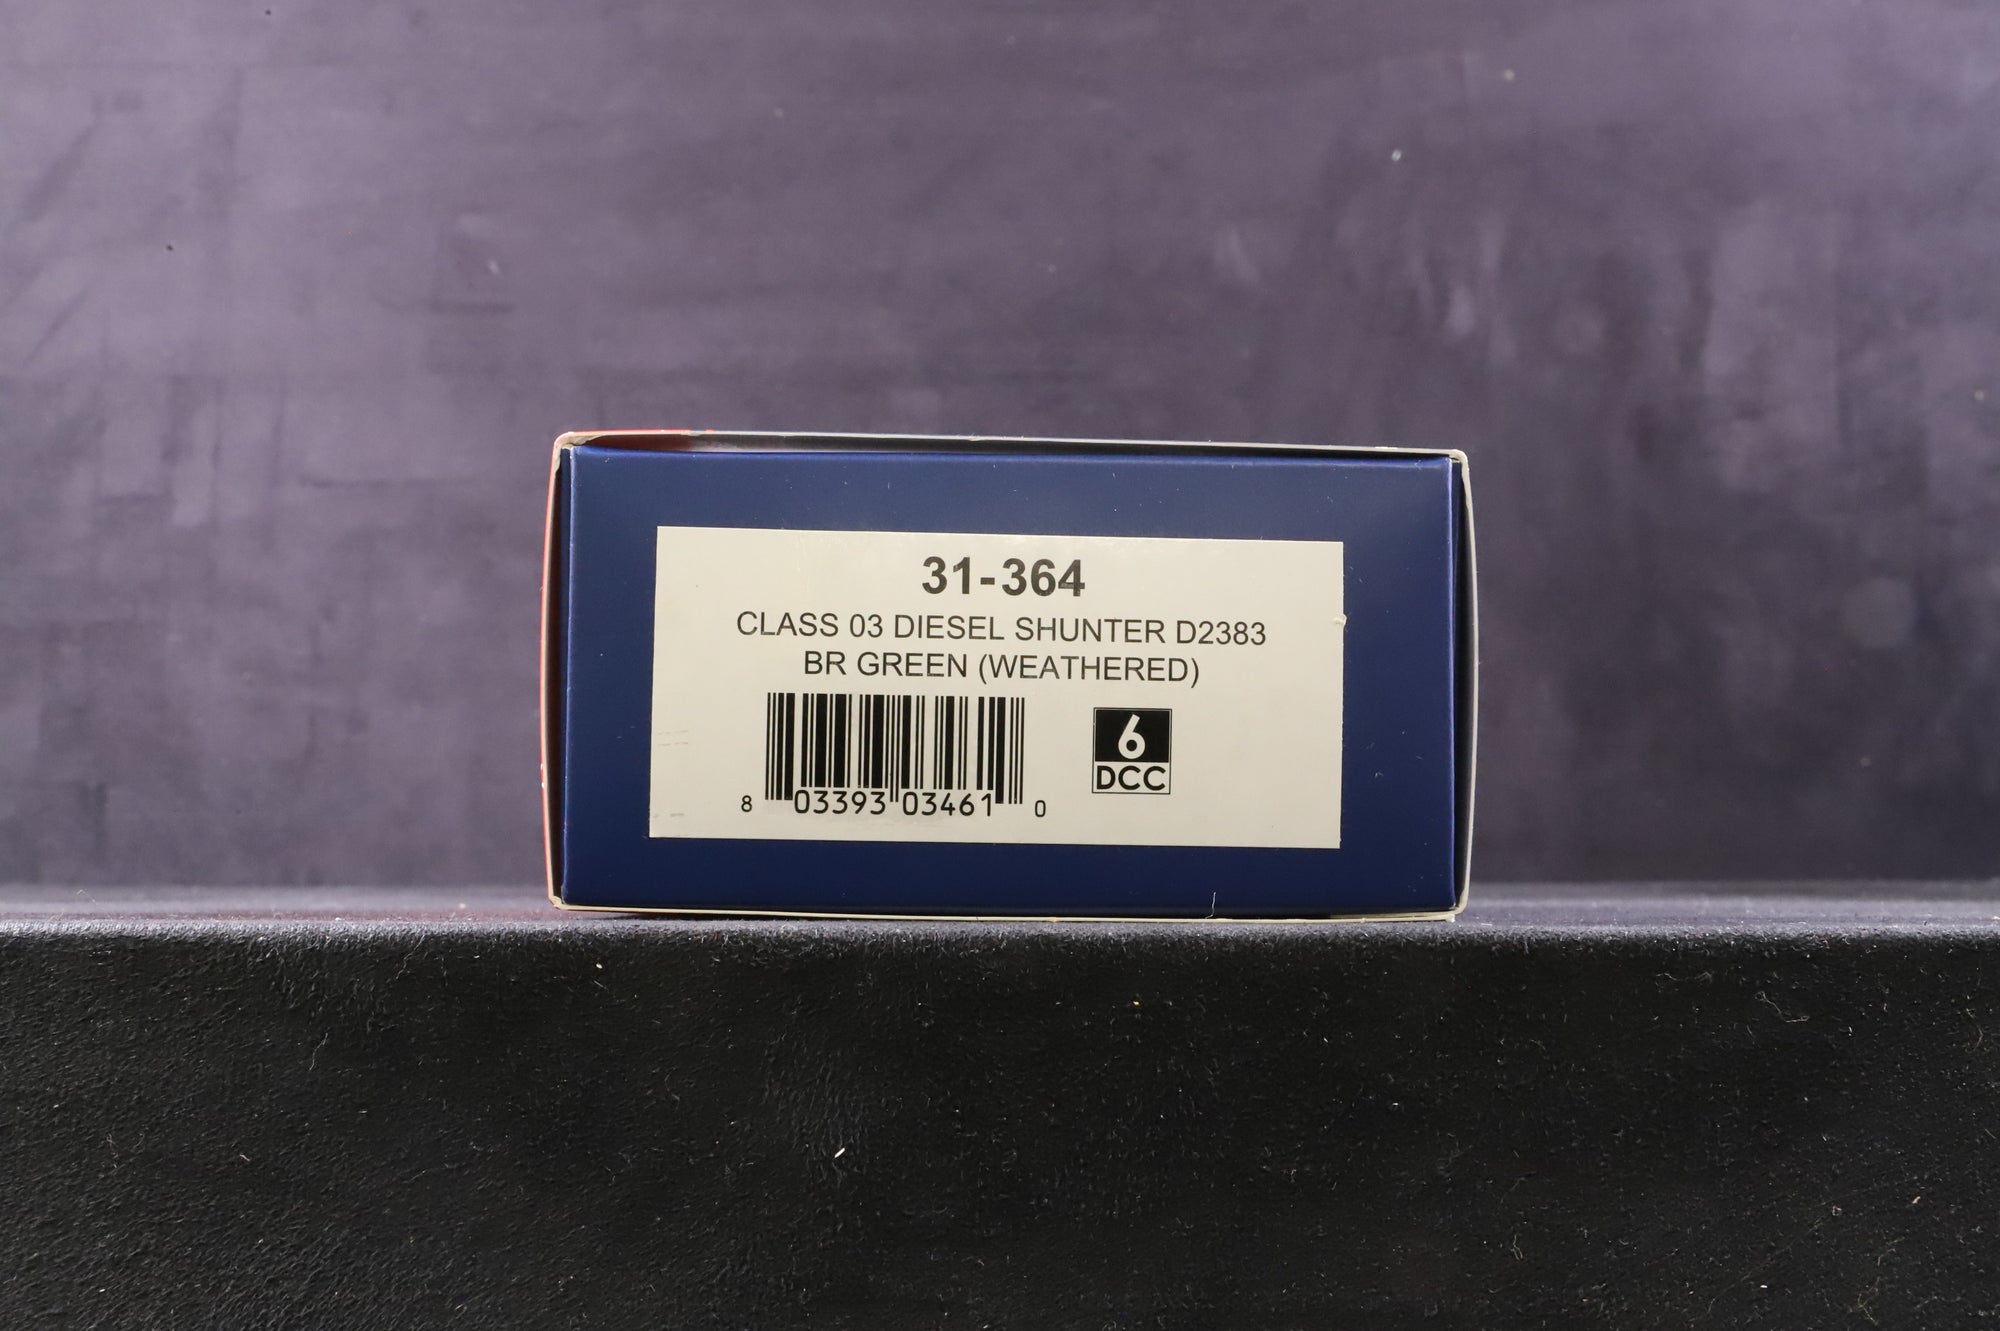 31-364
CLASS 03 DIESEL SHUNTER D2383
BR GREEN (WEATHERED)
6
DCC
8 03393 03461 0